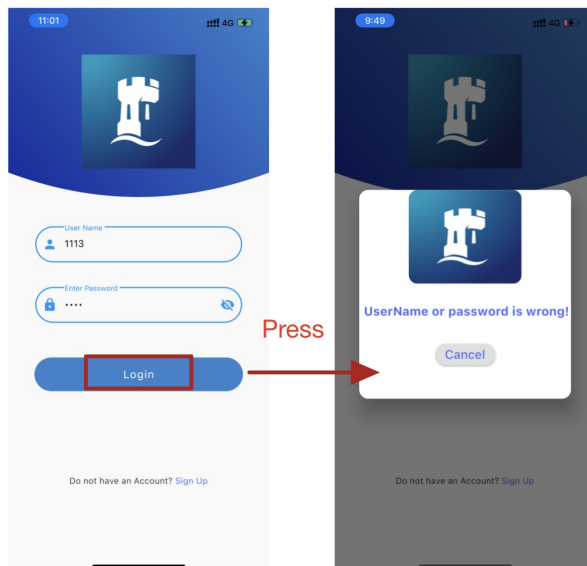 11:01
4G
User Name
1113
Enter Password
....
Login
Do not have an Account? Sign Up
Press
9:49
4G
UserName or password is wrong!
Cancel
Do not have an Account? Sign Up